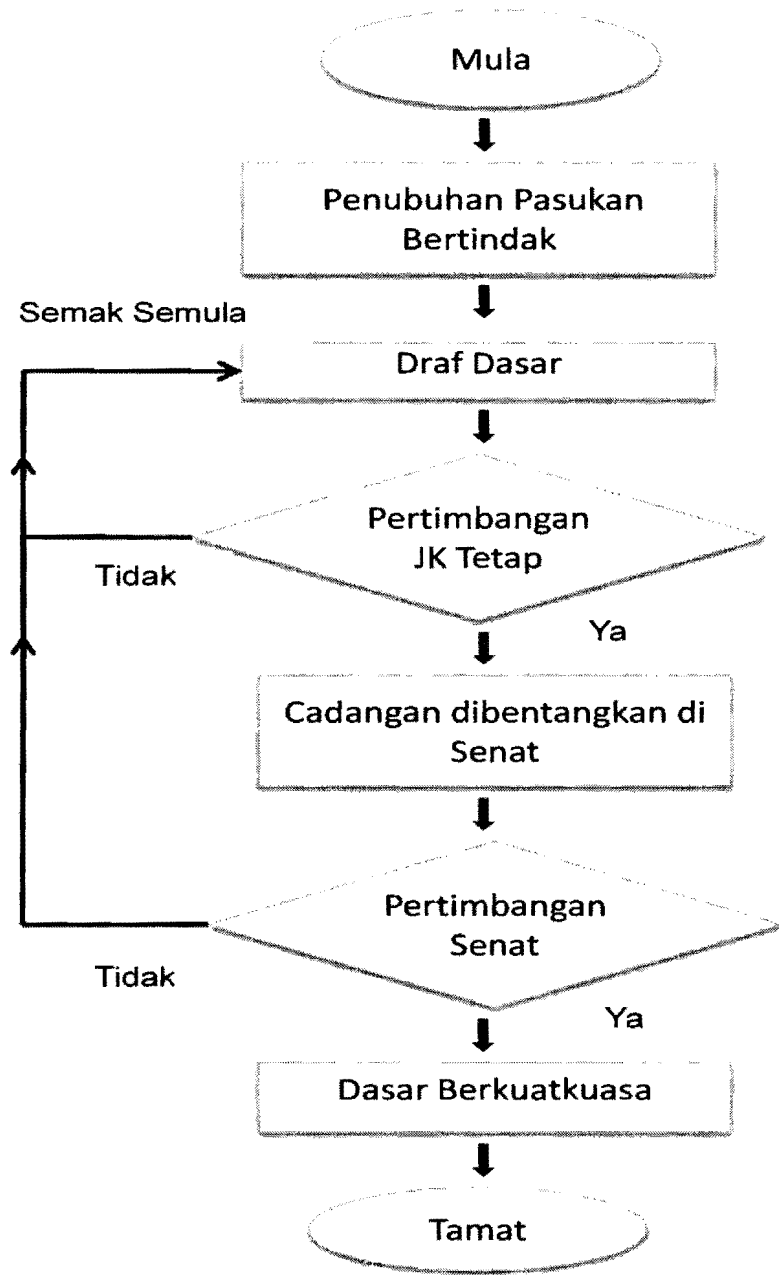 Mula
Penubuhan Pasukan
Bertindak
Semak Semula
Draf Dasar
Pertimbangan
JK Tetap
Tidak
Ya
Cadangan dibentangkan di
Senat
Pertimbangan
Senat
Tidak
Ya
Dasar Berkuatkuasa
Tamat